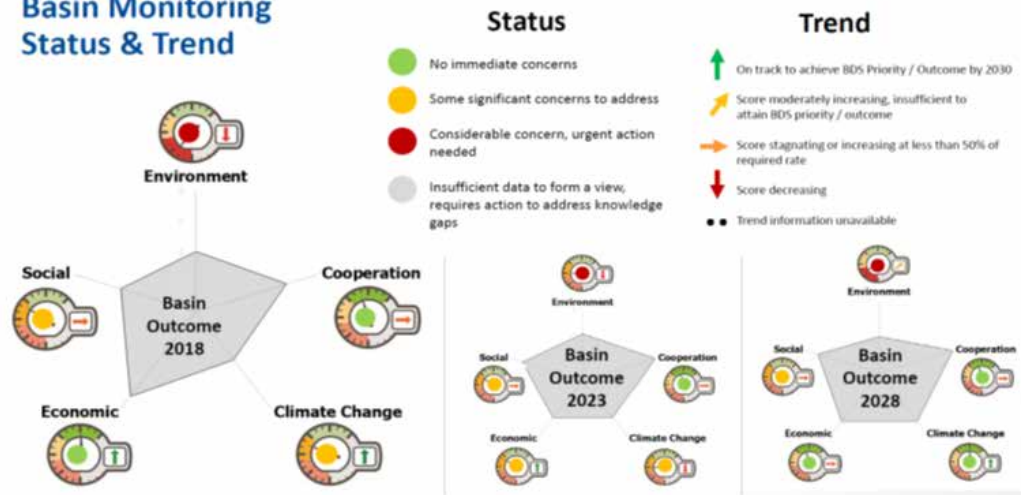 Basin Monitoring
Status & Trend
Status
No immediate concerns
Some significant concerns to address
Considerable concern, urgent action
needed
Insufficient data to form a view,
requires action to address knowledge
gaps
Trend
On track to achieve BDS Priority / Outcome by 2030
Score moderately increasing, insufficient to
attain BDS priority / outcome
Score stagnating or increasing at less than 50% of
required rate
Score decreasing
Trend information unavailable
Environment
Social
Cooperation
Basin
Outcome
2018
Economic
Climate Change
Environment
Social
Cooperation
Basin
Outcome
2023
Economic
Climate Change
Environment
Social
Cooperation
Basin
Outcome
2028
Economic
Climate Change